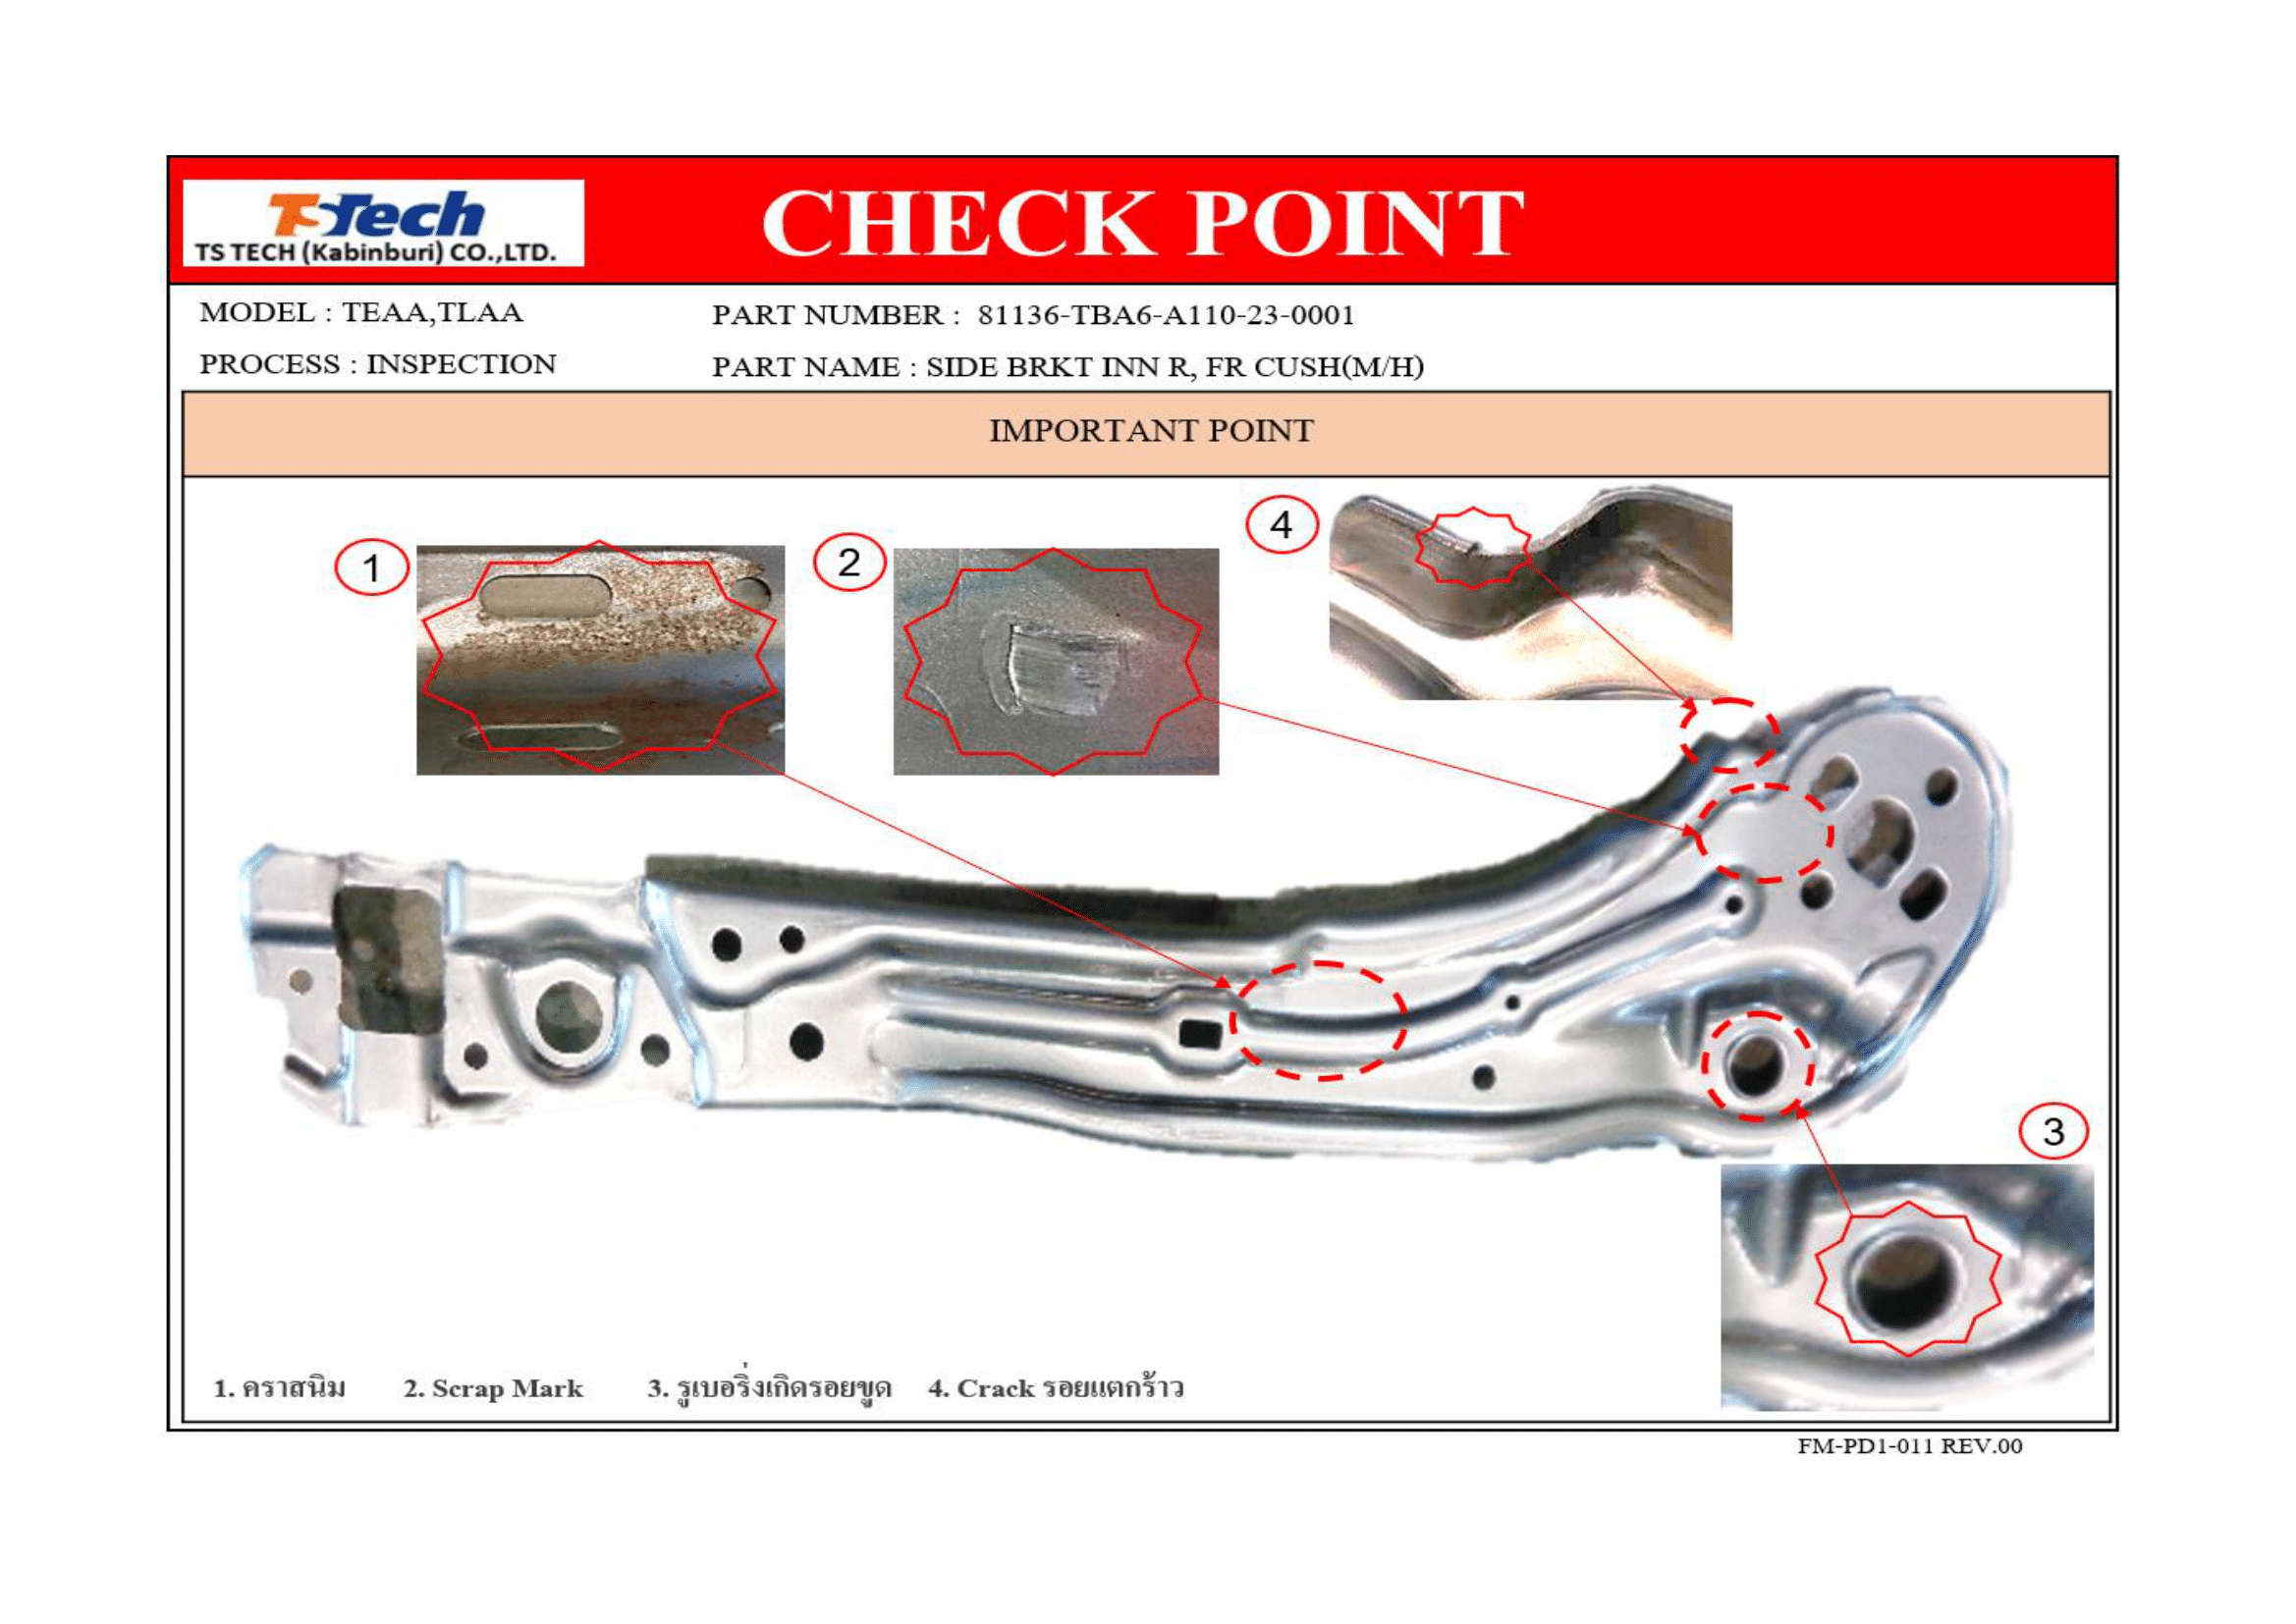 TSTech
TS TECH (Kabinburi) CO.,LTD.
CHECK POINT
MODEL : TEAA,TLAA
PART NUMBER : 81136-TBA6-A110-23-0001
PROCESS : INSPECTION
PART NAME : SIDE BRKT INN R, FR CUSH(M/H)
IMPORTANT POINT
1
2
4
3
1. คราสนิม 2. Scrap Mark 3. รูเบอริ่งเกิดรอยขูด 4. Crack รอยแตกร้าว
FM-PD1-011 REV.00